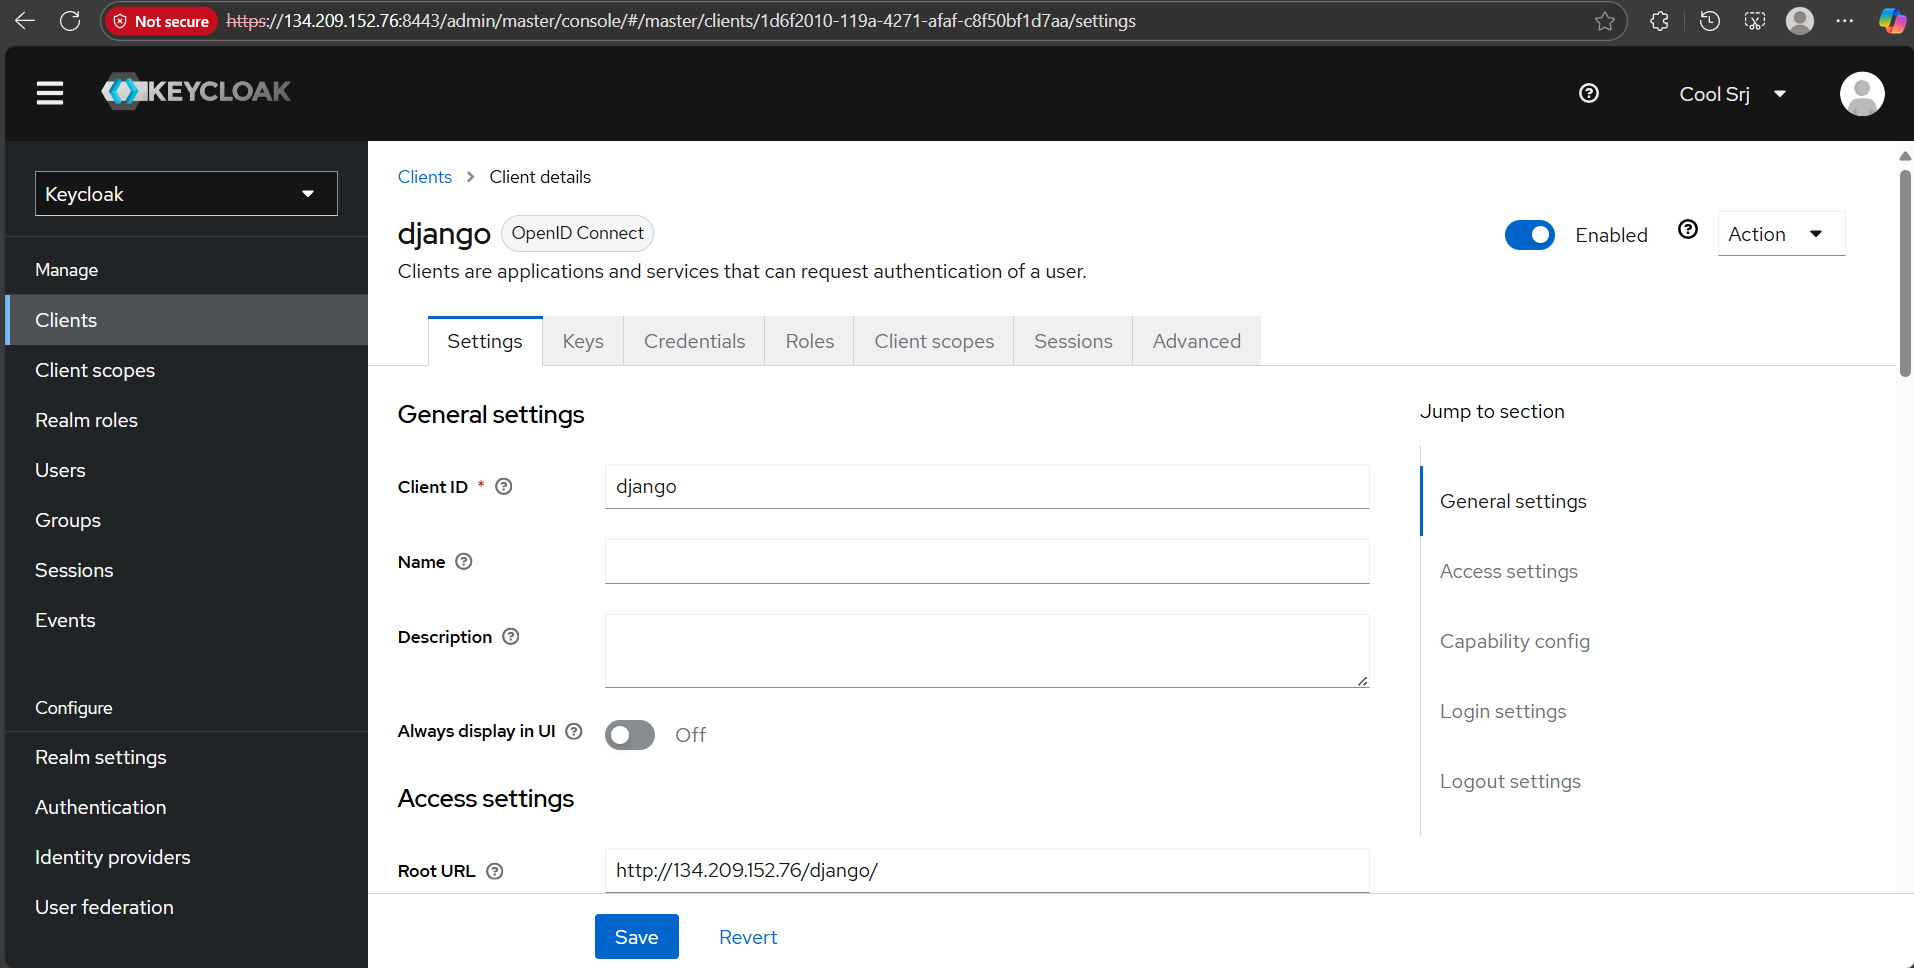 Not secure https://134.209.152.76:8443/admin/master/console/#/master/clients/1d6f2010-119a-4271-afaf-c8f50bf1d7aa/settings
KEYCLOAK
Cool Srj
Keycloak
Manage
Clients
Client scopes
Realm roles
Users
Groups
Sessions
Events
Configure
Realm settings
Authentication
Identity providers
User federation
Clients > Client details
django OpenID Connect
Enabled
Action
Clients are applications and services that can request authentication of a user.
Settings Keys Credentials Roles Client scopes Sessions Advanced
General settings
Client ID * django
Name
Description
Always display in UI Off
Access settings
Root URL http://134.209.152.76/django/
Save Revert
Jump to section
General settings
Access settings
Capability config
Login settings
Logout settings